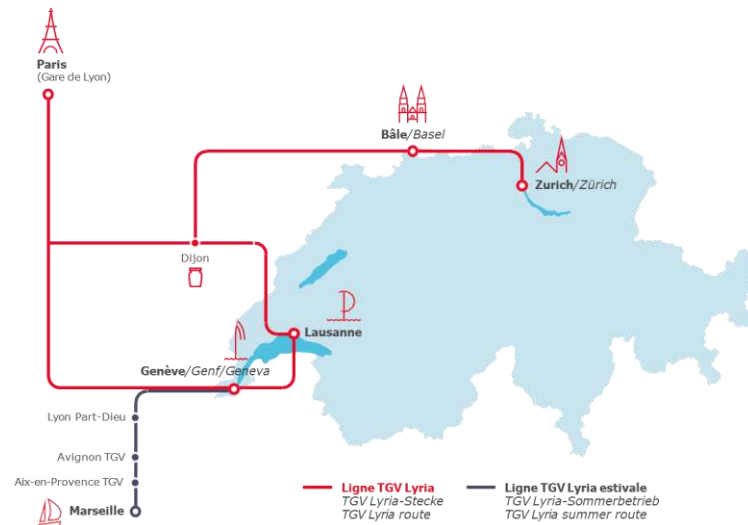 Paris
(Gare de Lyon)
Bâle/Basel
Zurich/Zürich
Dijon
Lausanne
Genève/Genf/Geneva
Lyon Part-Dieu
Avignon TGV
Aix-en-Provence TGV
Marseille
Ligne TGV Lyria
TGV Lyria-Stecke
TGV Lyria route
Ligne TGV Lyria estivale
TGV Lyria-Sommerbetrieb
TGV Lyria summer route